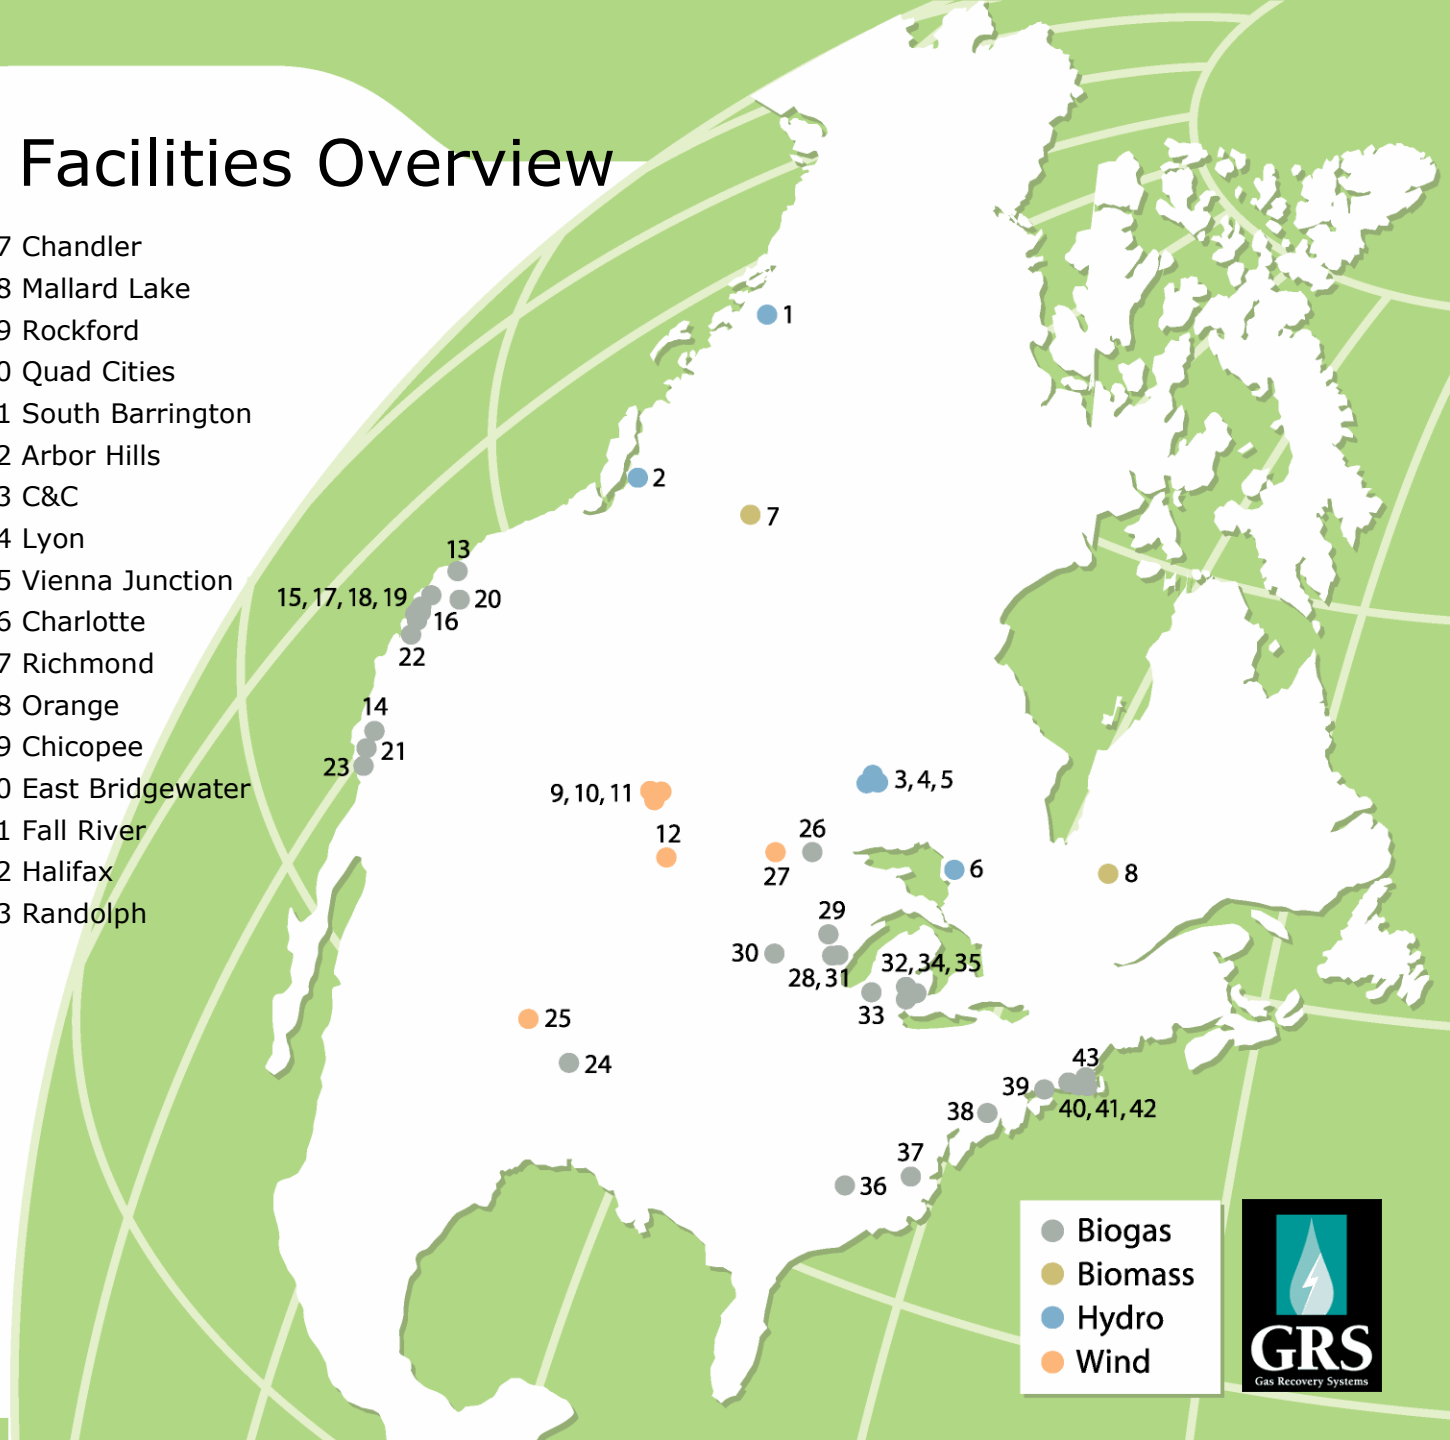 Facilities Overview
7 Chandler
8 Mallard Lake
9 Rockford
0 Quad Cities
1 South Barrington
2 Arbor Hills
3 C&C
4 Lyon
5 Vienna Junction
6 Charlotte
7 Richmond
8 Orange
9 Chicopee
0 East Bridgewater
1 Fall River
2 Halifax
3 Randolph
1
2
7
13
15, 17, 18, 19
20
16
22
14
21
23
3, 4, 5
9, 10, 11
12
26
27
6
8
29
30
28, 31
32, 34, 35
33
25
24
43
39
40, 41, 42
38
37
36
Biogas
Biomass
Hydro
Wind
GRS
Gas Recovery Systems